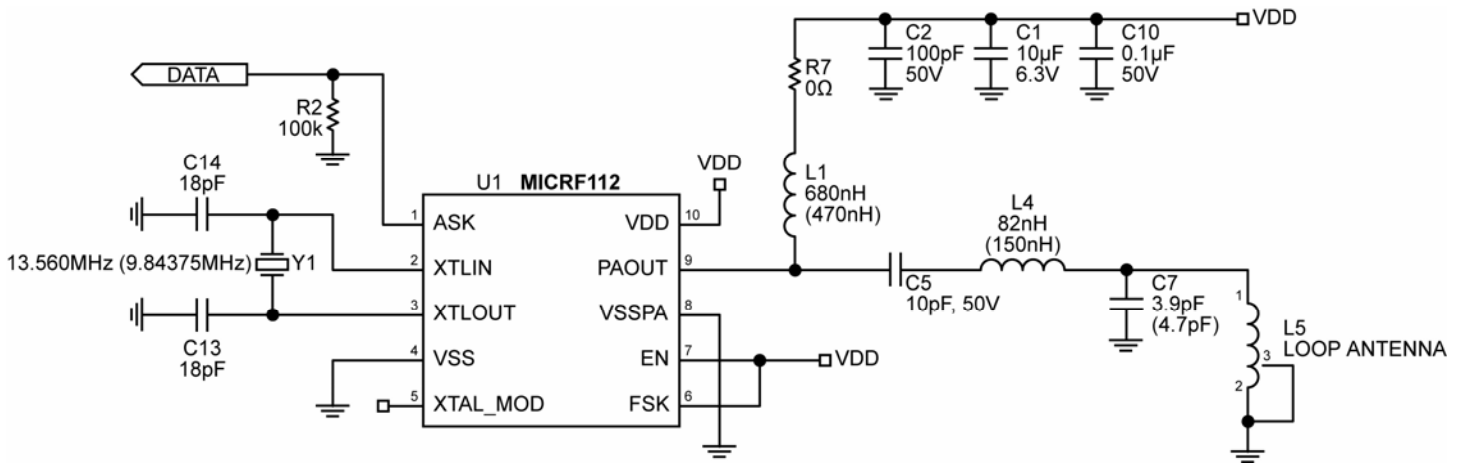 VDD
C2
100pF
50V
C1
10µF
6.3V
C10
0.1µF
50V
R7
0Ω
DATA
R2
100k
C14
18pF
U1 MICRF112
VDD
L1
680nH
(470nH)
L4
82nH
(150nH)
1 ASK
VDD 10
13.560MHz (9.84375MHz) Y1
2 XTLIN
PAOUT 9
C5
10pF, 50V
C7
3.9pF
(4.7pF)
3 XTLOUT
VSSPA 8
1
L5
LOOP ANTENNA
3
2
C13
18pF
4 VSS
EN 7
VDD
5 XTAL_MOD
FSK 6